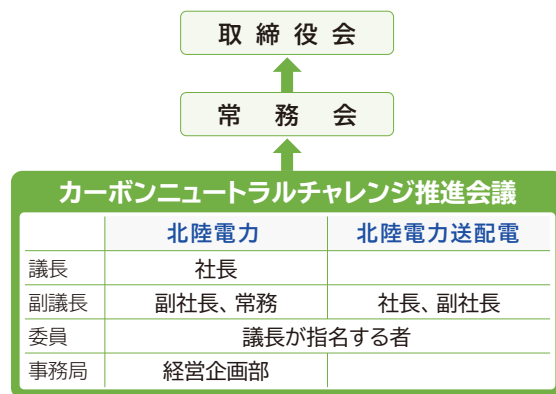 取締役会
常務会
カーボンニュートラルチャレンジ推進会議
北陸電力 北陸電力送配電
議長 社長
副議長 副社長、常務 社長、副社長
委員 議長が指名する者
事務局 経営企画部